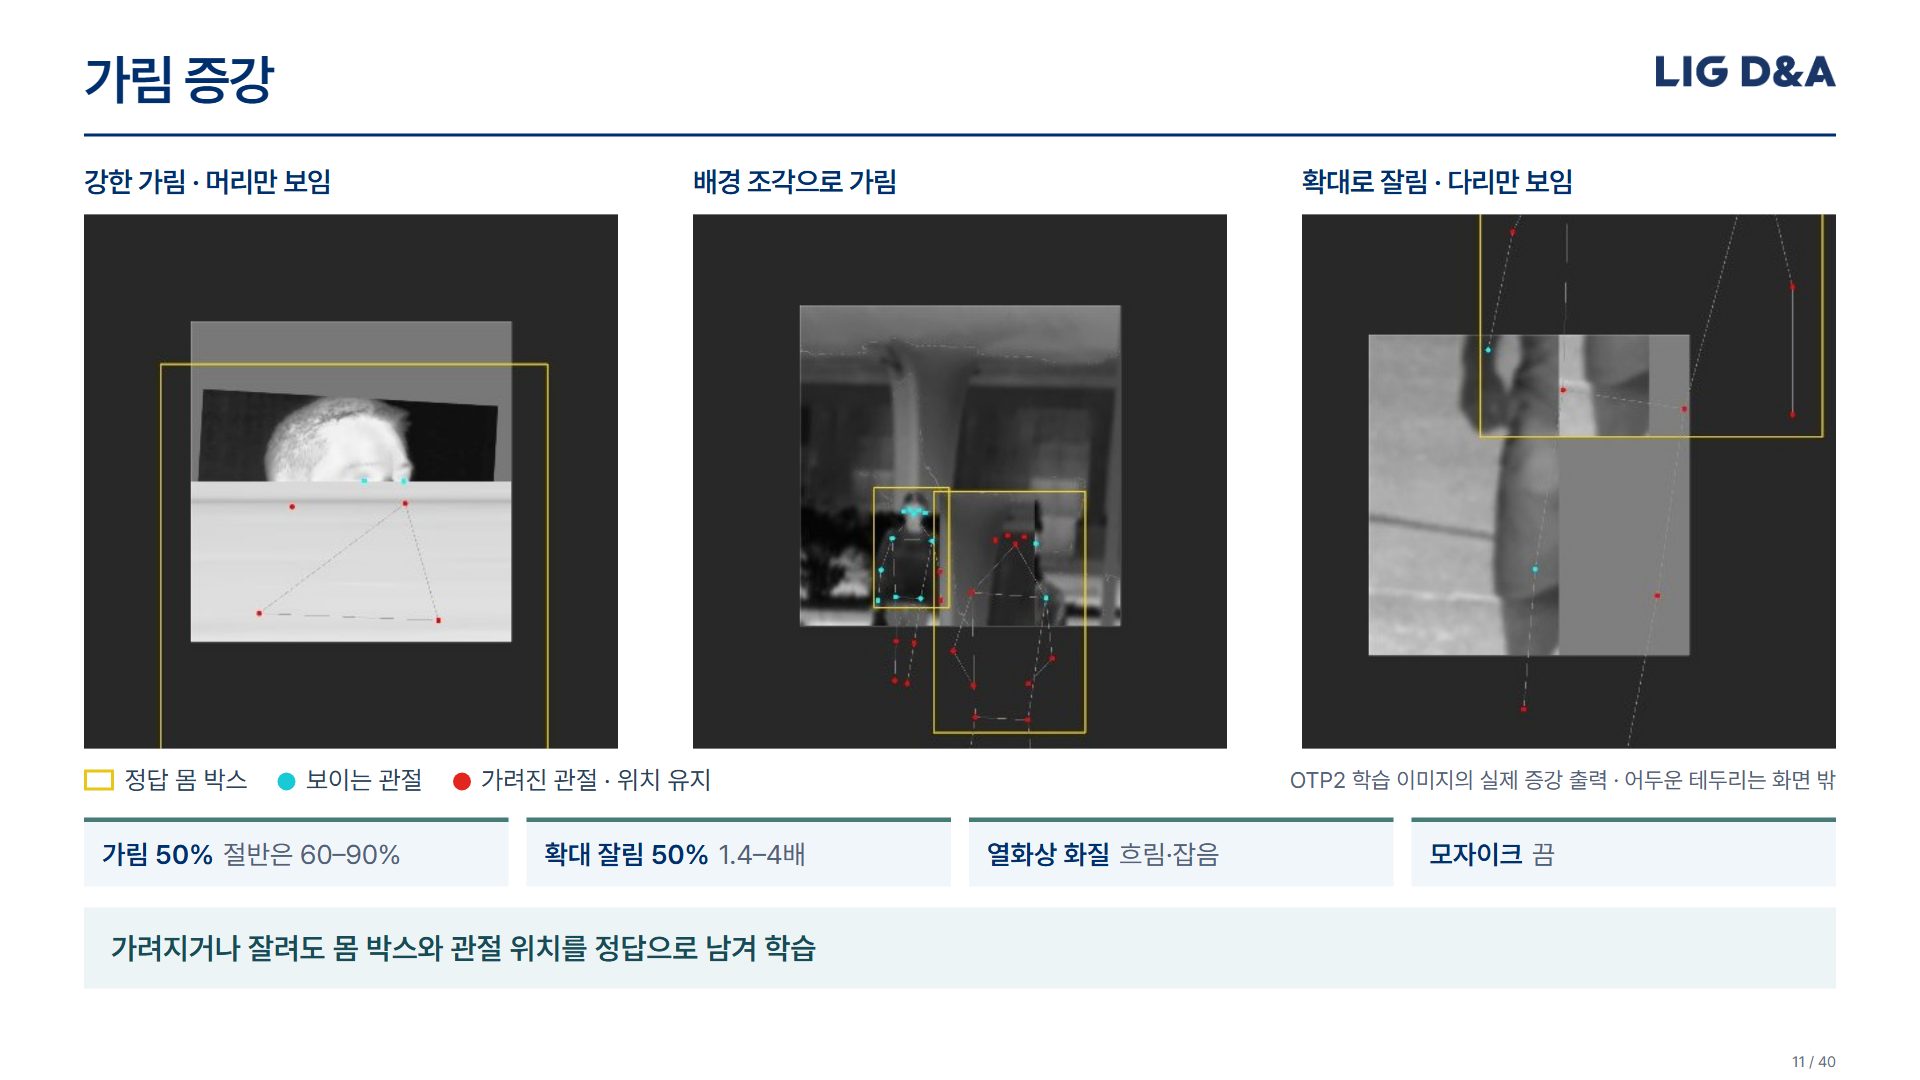 가림 증강
LIG D&A
강한 가림 · 머리만 보임
배경 조각으로 가림
확대로 잘림 · 다리만 보임
정답 몸 박스
보이는 관절
가려진 관절 · 위치 유지
OTP2 학습 이미지의 실제 증강 출력 · 어두운 테두리는 화면 밖
가림 50% 절반은 60–90%
확대 잘림 50% 1.4–4배
열화상 화질 흐림·잡음
모자이크 끔
가려지거나 잘려도 몸 박스와 관절 위치를 정답으로 남겨 학습
11 / 40